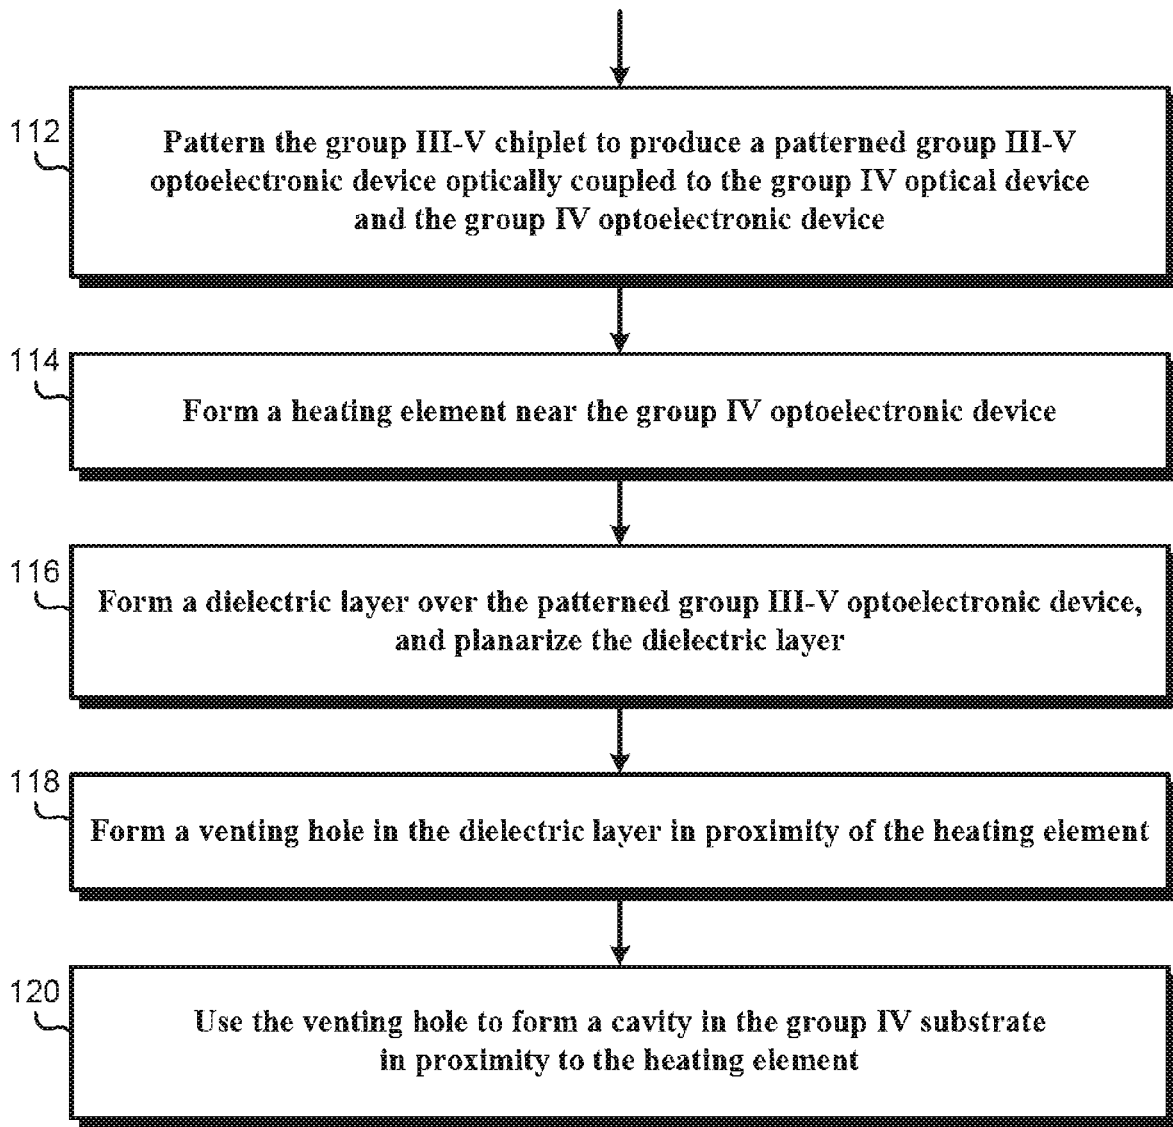 112
Pattern the group III-V chiplet to produce a patterned group III-V
optoelectronic device optically coupled to the group IV optical device
and the group IV optoelectronic device
114
Form a heating element near the group IV optoelectronic device
116
Form a dielectric layer over the patterned group III-V optoelectronic device,
and planarize the dielectric layer
118
Form a venting hole in the dielectric layer in proximity of the heating element
120
Use the venting hole to form a cavity in the group IV substrate
in proximity to the heating element